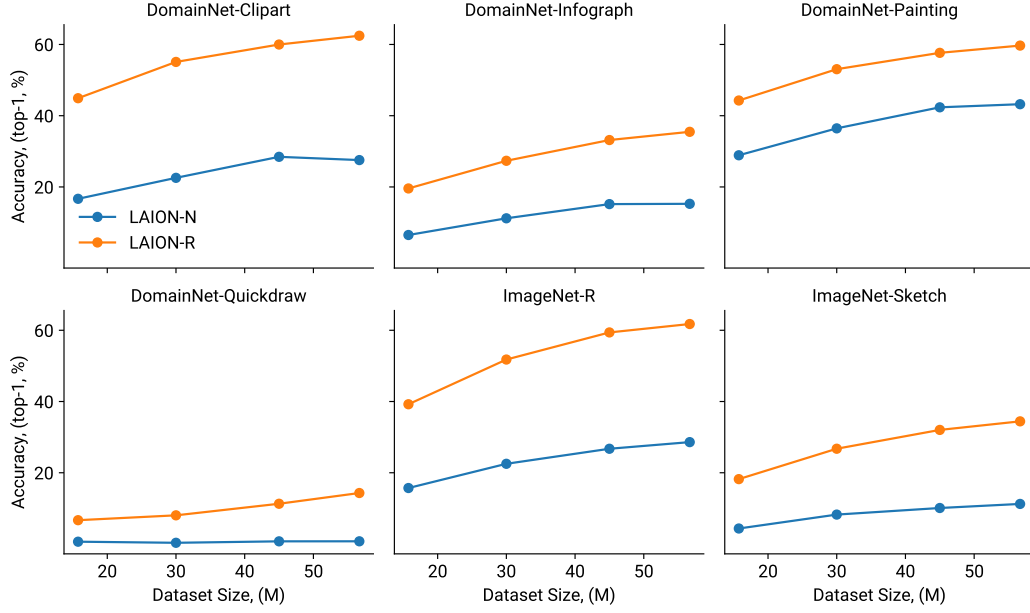 DomainNet-Clipart
DomainNet-Infograph
DomainNet-Painting
Accuracy, (top-1, %)
60
40
20
LAION-N
LAION-R
DomainNet-Quickdraw
ImageNet-R
ImageNet-Sketch
Accuracy, (top-1, %)
60
40
20
20 30 40 50
20 30 40 50
20 30 40 50
Dataset Size, (M)
Dataset Size, (M)
Dataset Size, (M)